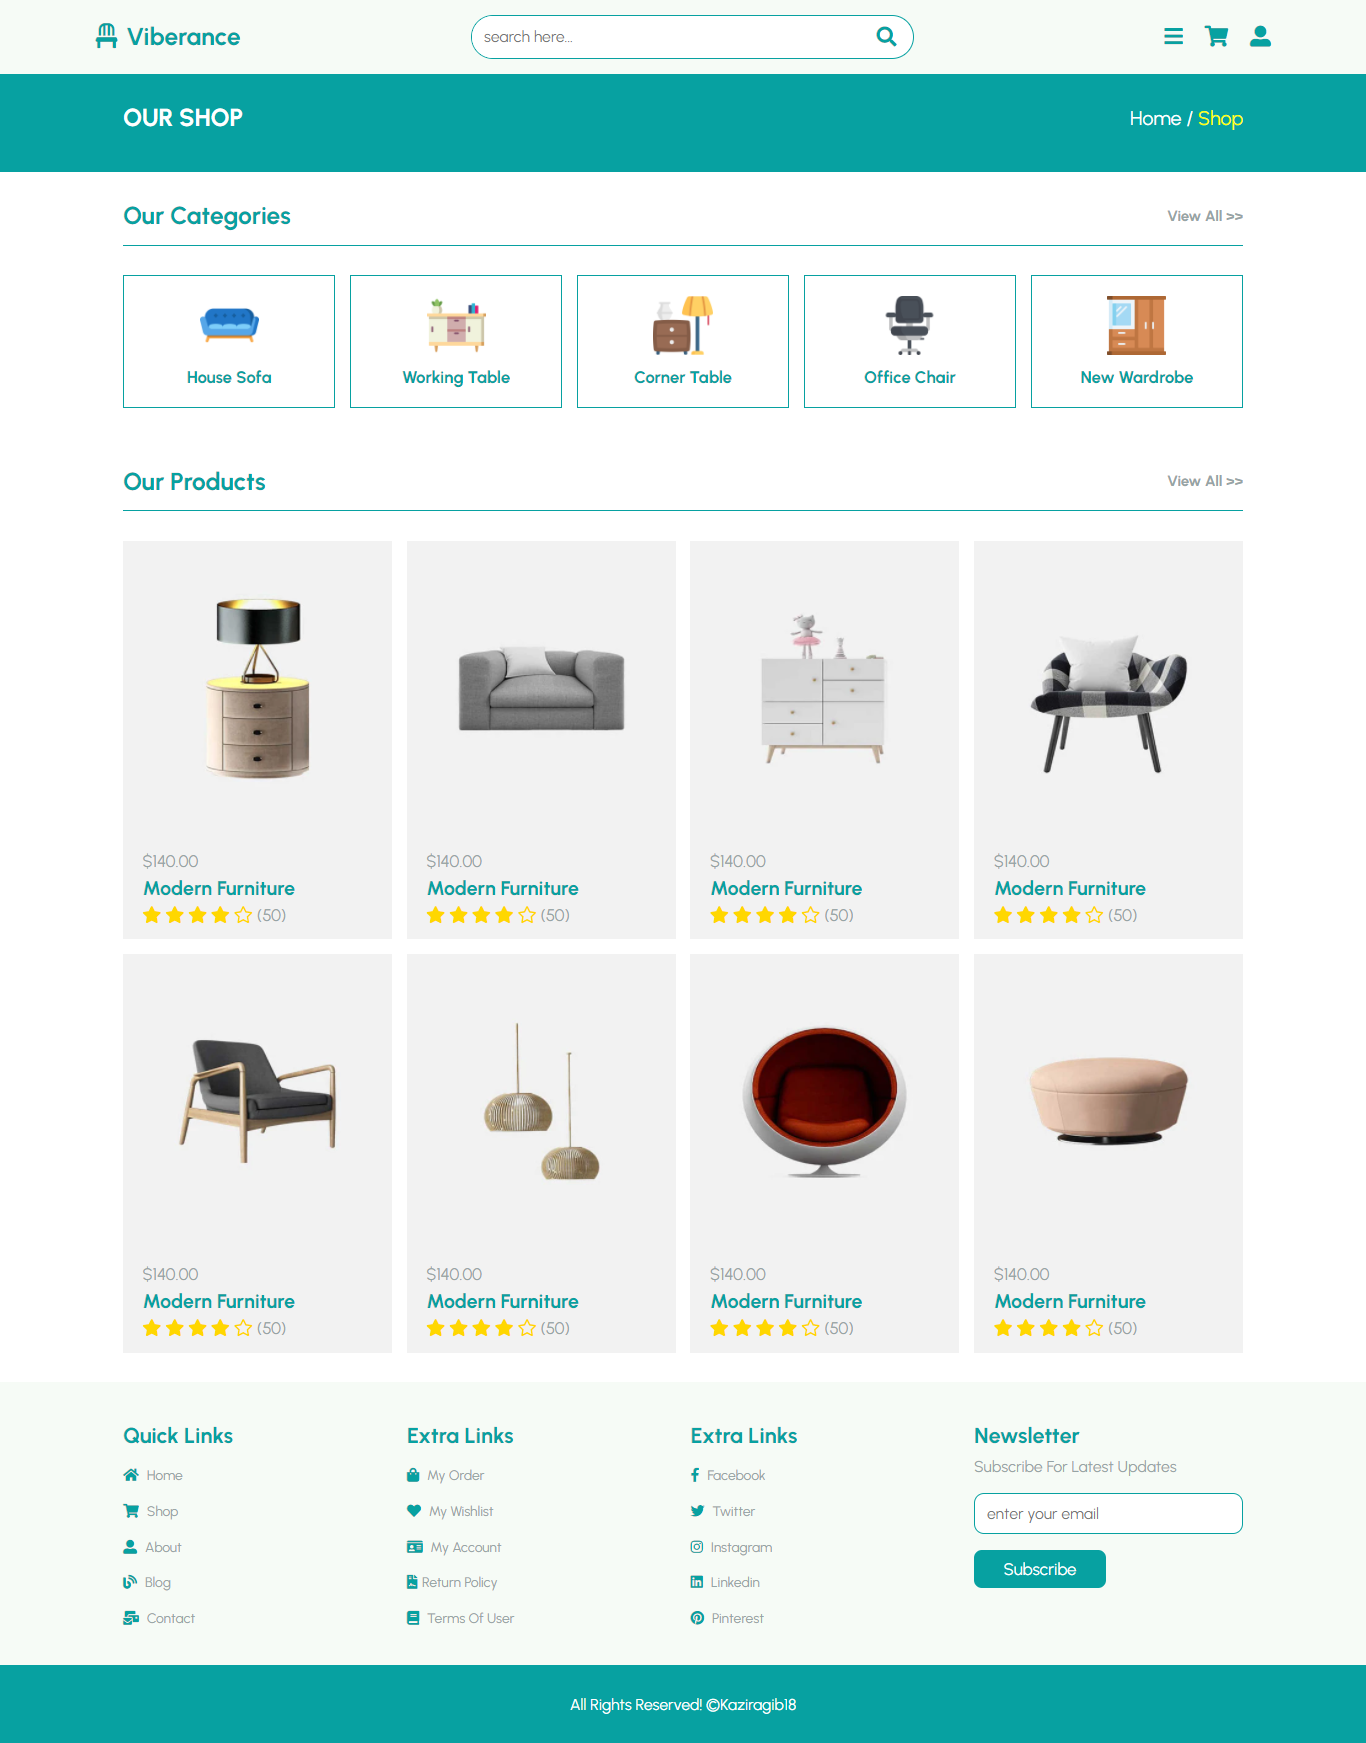 Viberance
search here...
OUR SHOP
Home / Shop
Our Categories
View All >>
House Sofa
Working Table
Corner Table
Office Chair
New Wardrobe
Our Products
View All >>
$140.00
Modern Furniture
(50)
$140.00
Modern Furniture
(50)
$140.00
Modern Furniture
(50)
$140.00
Modern Furniture
(50)
$140.00
Modern Furniture
(50)
$140.00
Modern Furniture
(50)
$140.00
Modern Furniture
(50)
$140.00
Modern Furniture
(50)
Quick Links
Home
Shop
About
Blog
Contact
Extra Links
My Order
My Wishlist
My Account
Return Policy
Terms Of User
Extra Links
Facebook
Twitter
Instagram
Linkedin
Pinterest
Newsletter
Subscribe For Latest Updates
enter your email
Subscribe
All Rights Reserved! ©Kaziragib18